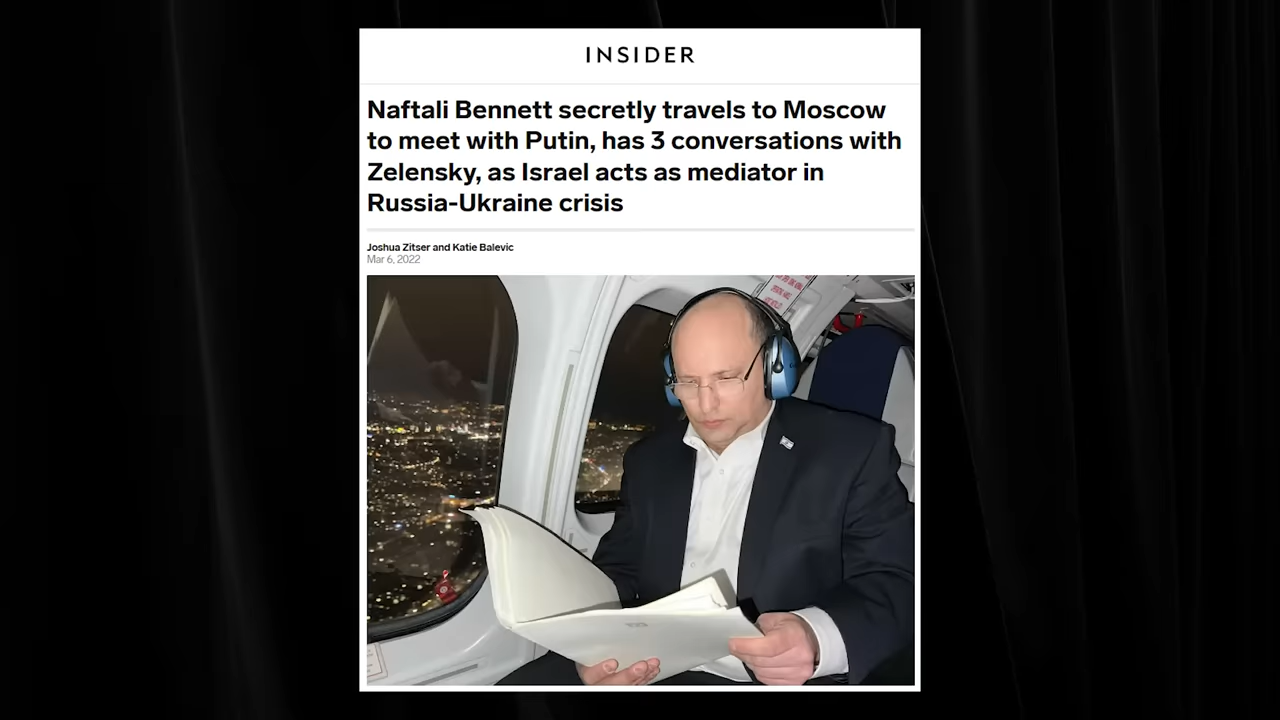 INSIDER
Naftali Bennett secretly travels to Moscow
to meet with Putin, has 3 conversations with
Zelensky, as Israel acts as mediator in
Russia-Ukraine crisis
Joshua Zitser and Katie Balevic
Mar 6, 2022